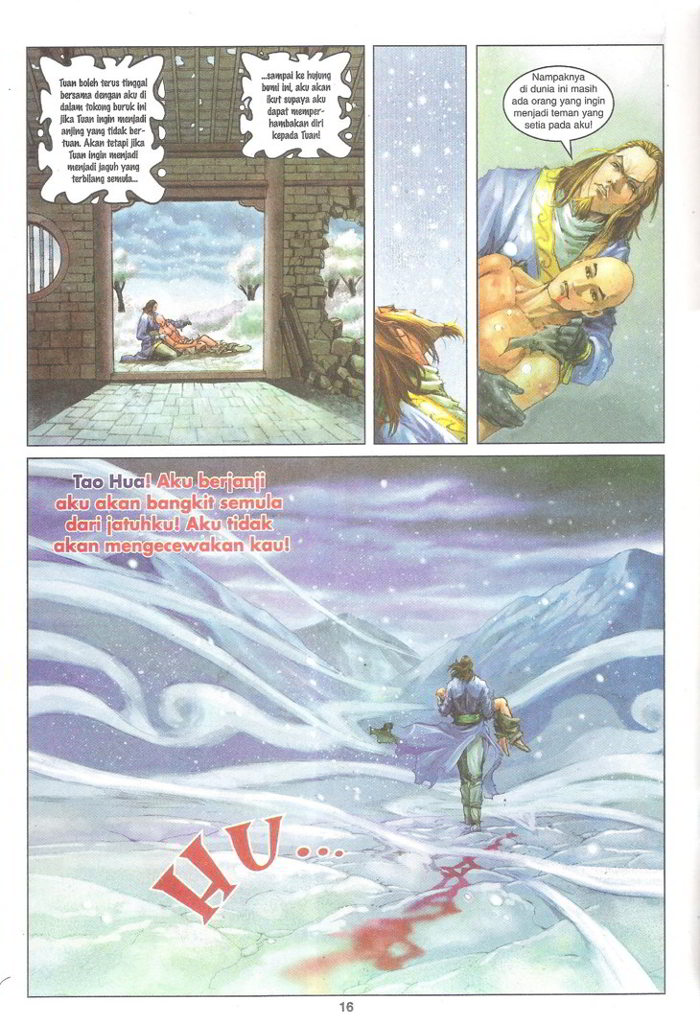 Tuan boleh terus tinggal
bersama dengan aku di
dalam tokong buruk ini
jika Tuan ingin menjadi
anjing yang tidak ber-
tuan. Akan tetapi jika
Tuan ingin menjadi
jaguh yang
terbilang semula...
...sampai ke hujung
bumi ini, aku akan
ikut supaya aku
dapat memper-
hambakan diri
kepada Tuan!
Nampaknya
di dunia ini masih
ada orang yang ingin
menjadi teman yang
setia pada aku!
Tao Hua! Aku berjanji
aku akan bangkit semula
dari jatuhku! Aku tidak
akan mengecewakan kau!
HU...
16